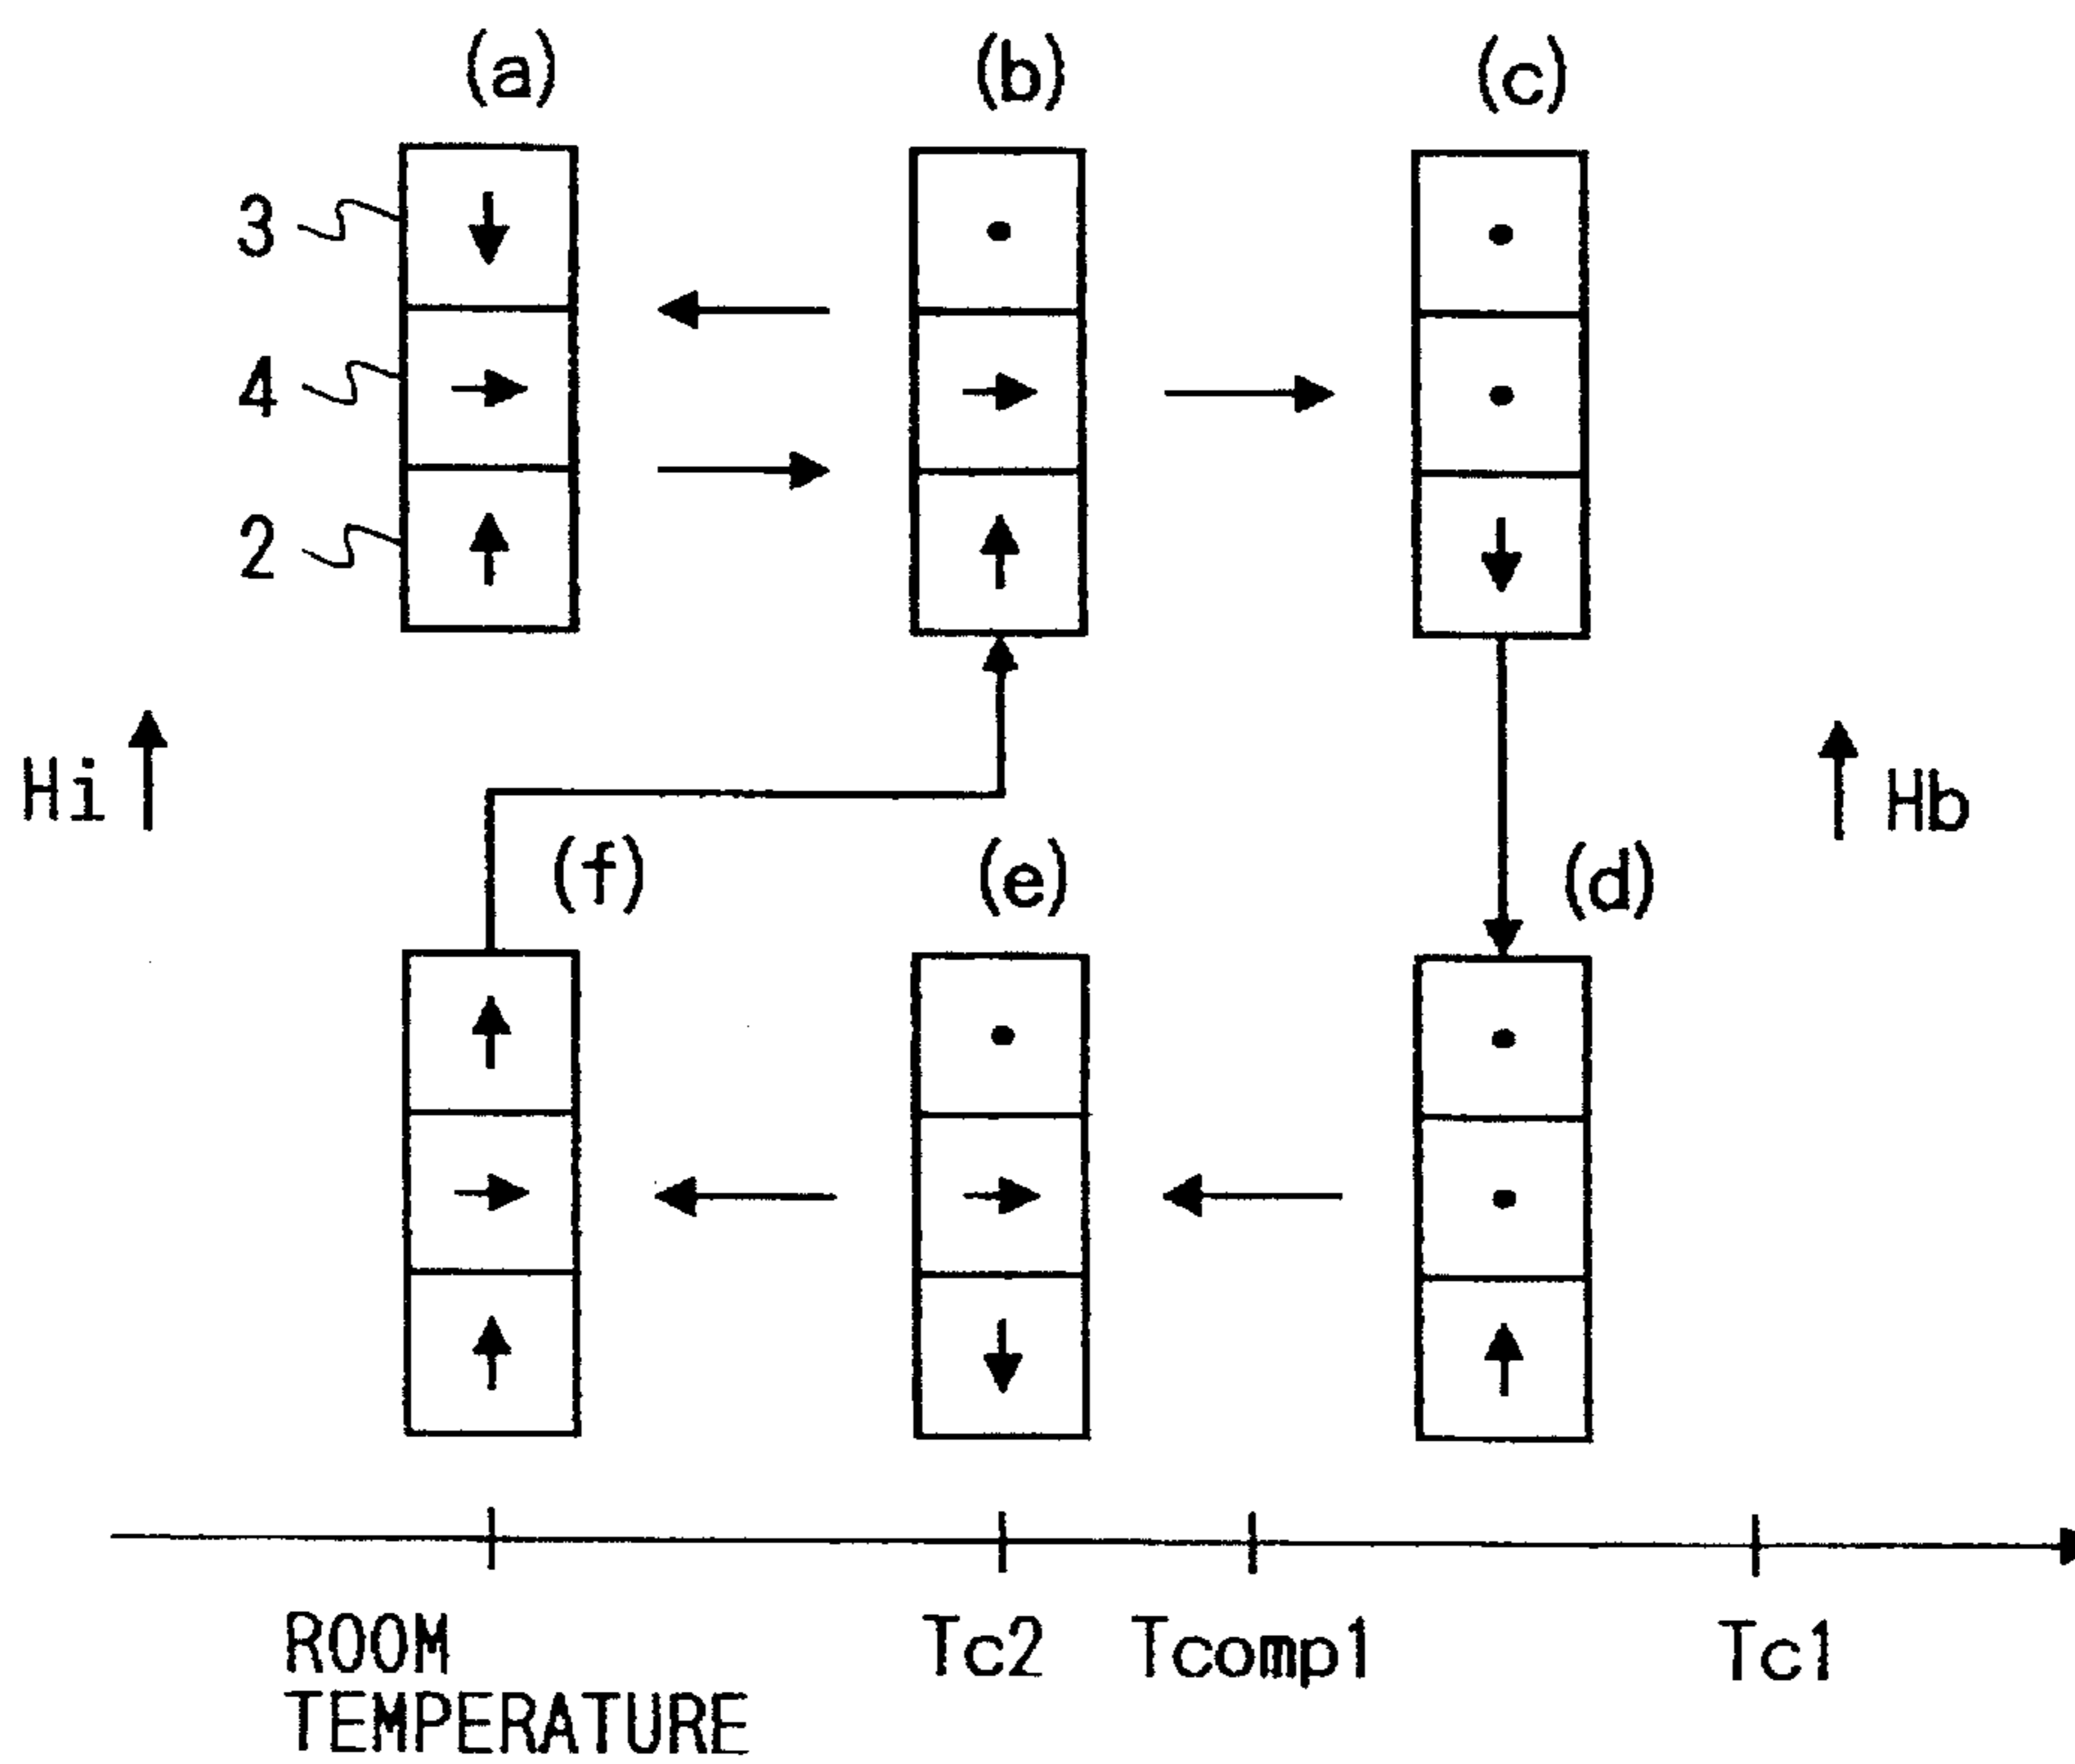 (a) (b) (c)
3
4
2
Hi Hb
(f) (e) (d)
ROOM Tc2 Tcomp1 Tc1
TEMPERATURE